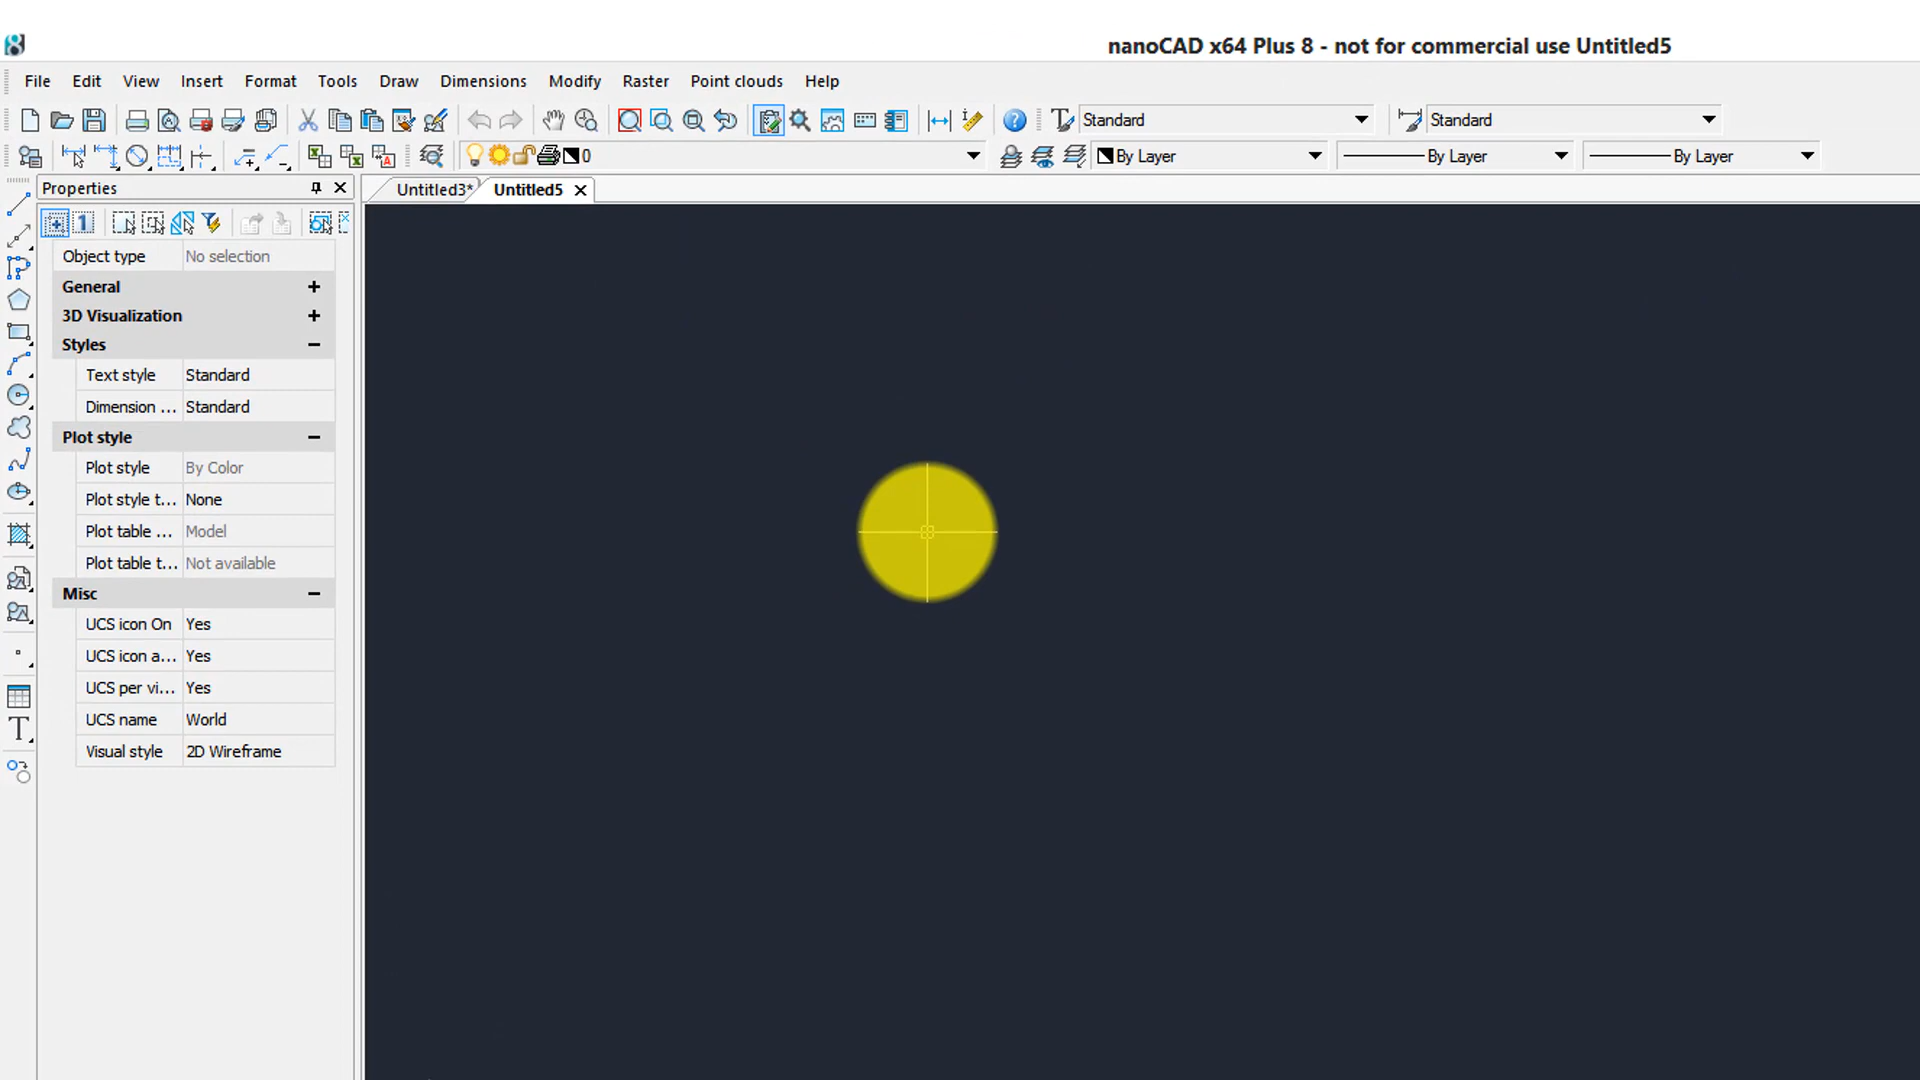 nanoCAD x64 Plus 8 - not for commercial use Untitled5
File Edit View Insert Format Tools Draw Dimensions Modify Raster Point clouds Help
Standard Standard
0 By Layer By Layer By Layer
Properties
Untitled3* Untitled5
1
Object type No selection
General
3D Visualization
Styles
Text style Standard
Dimension ... Standard
Plot style
Plot style By Color
Plot style t... None
Plot table ... Model
Plot table t... Not available
Misc
UCS icon On Yes
UCS icon a... Yes
UCS per vi... Yes
UCS name World
Visual style 2D Wireframe